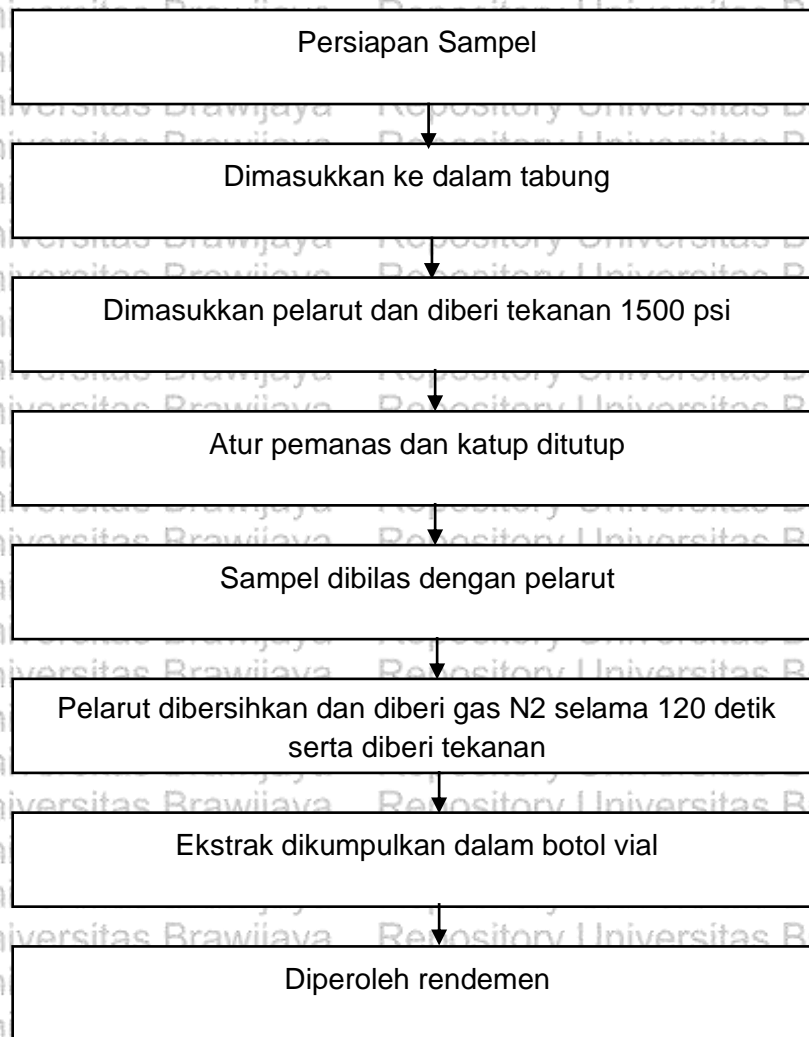 Persiapan Sampel
Dimasukkan ke dalam tabung
Dimasukkan pelarut dan diberi tekanan 1500 psi
Atur pemanas dan katup ditutup
Sampel dibilas dengan pelarut
Pelarut dibersihkan dan diberi gas N2 selama 120 detik
serta diberi tekanan
Ekstrak dikumpulkan dalam botol vial
Diperoleh rendemen